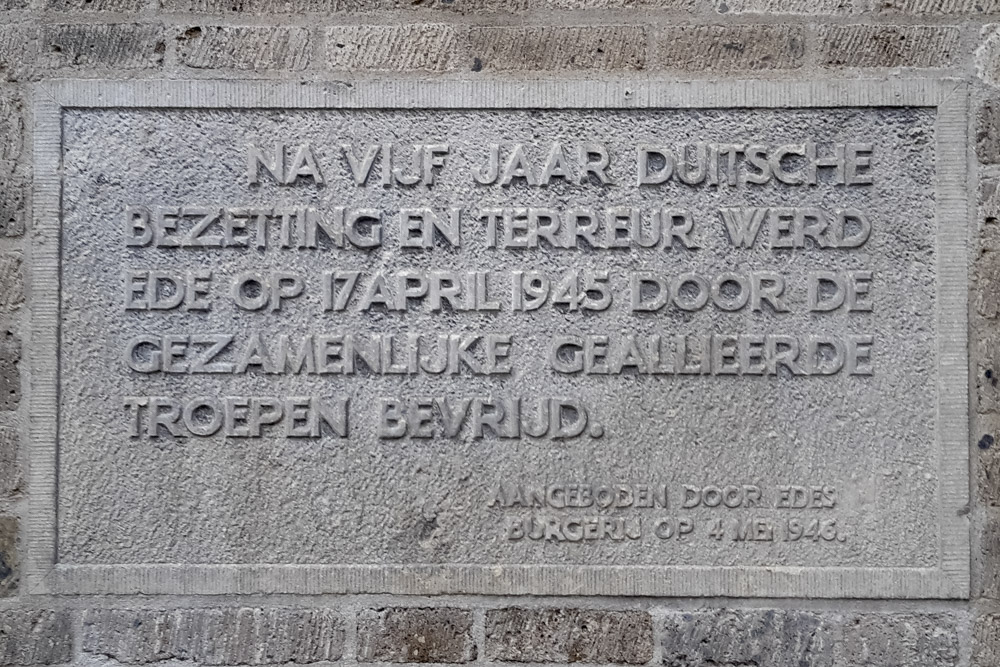 NA VIJF JAAR DUITSCHE
BEZETTING EN TERREUR WERD
EDE OP 17 APRIL 1945 DOOR DE
GEZAMENLIJKE GEALLIEERDE
TROEPEN BEVRIJD.
AANGEBODEN DOOR EDES
BURGERIJ OP 4 MEI 1946.